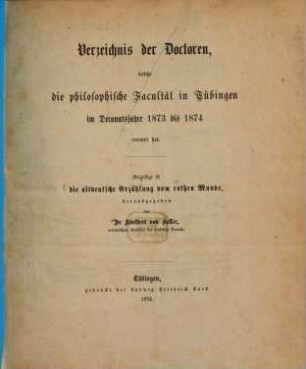 Verzeichnis der Doctoren,
welche
die philosophische Facultät in Tübingen
im Decanatsjahre 1873 bis 1874
ernannt hat.
Beigefügt ist
die altdeutsche Erzählung vom rothen Munde,
herausgegeben
von
Dr Adelbert von Keller,
Tübingen,
gedruckt bei Ludwig Friedrich Fues
1874.